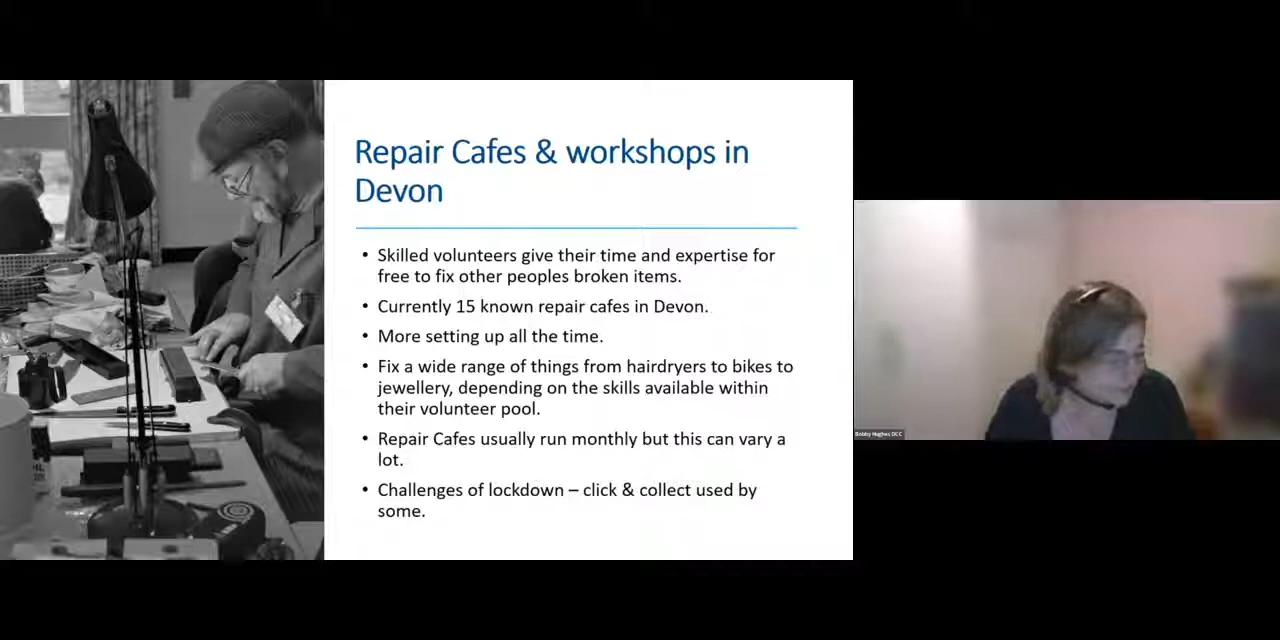 Repair Cafes & workshops in
Devon
• Skilled volunteers give their time and expertise for
free to fix other peoples broken items.
• Currently 15 known repair cafes in Devon.
• More setting up all the time.
• Fix a wide range of things from hairdryers to bikes to
jewellery, depending on the skills available within
their volunteer pool.
• Repair Cafes usually run monthly but this can vary a
lot.
• Challenges of lockdown – click & collect used by
some.
Bobby Hughes DCC